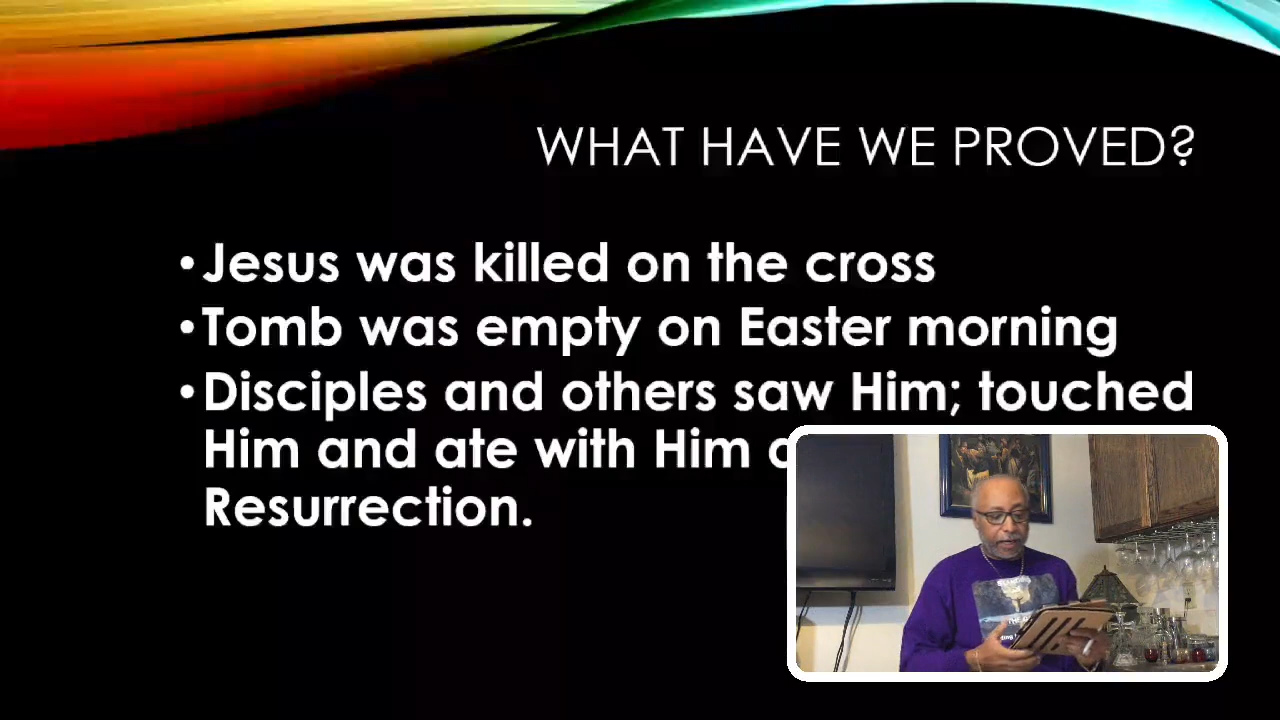 WHAT HAVE WE PROVED?
•Jesus was killed on the cross
•Tomb was empty on Easter morning
•Disciples and others saw Him; touched
Him and ate with Him
Resurrection.